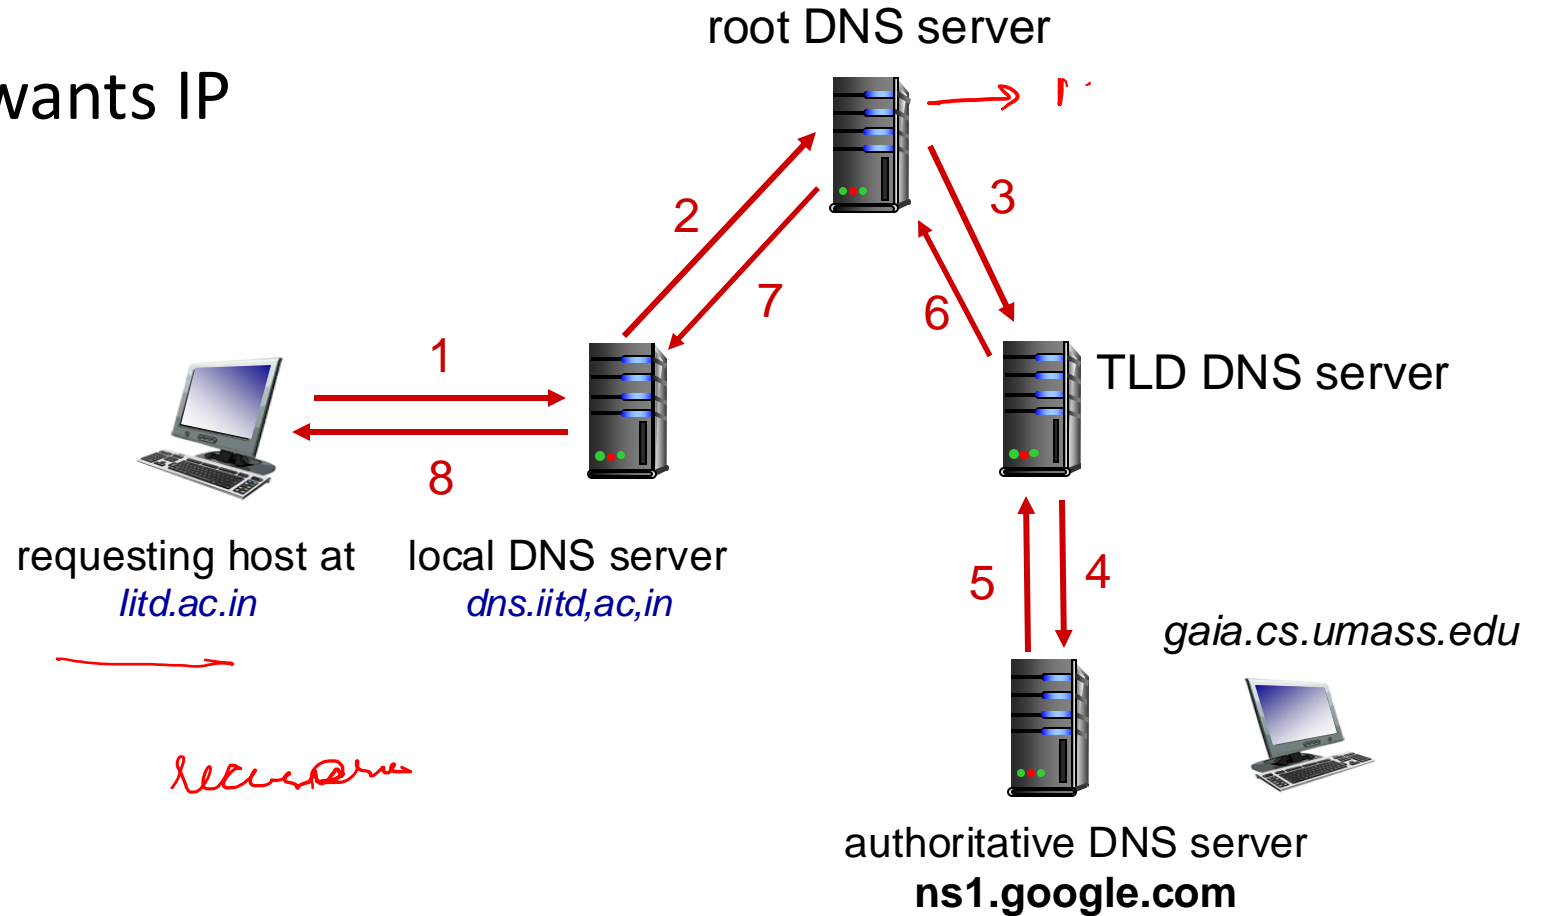 root DNS server
wants IP
2
3
7
6
1
TLD DNS server
8
requesting host at
litd.ac.in
local DNS server
dns.iitd,ac,in
5
4
gaia.cs.umass.edu
authoritative DNS server
ns1.google.com